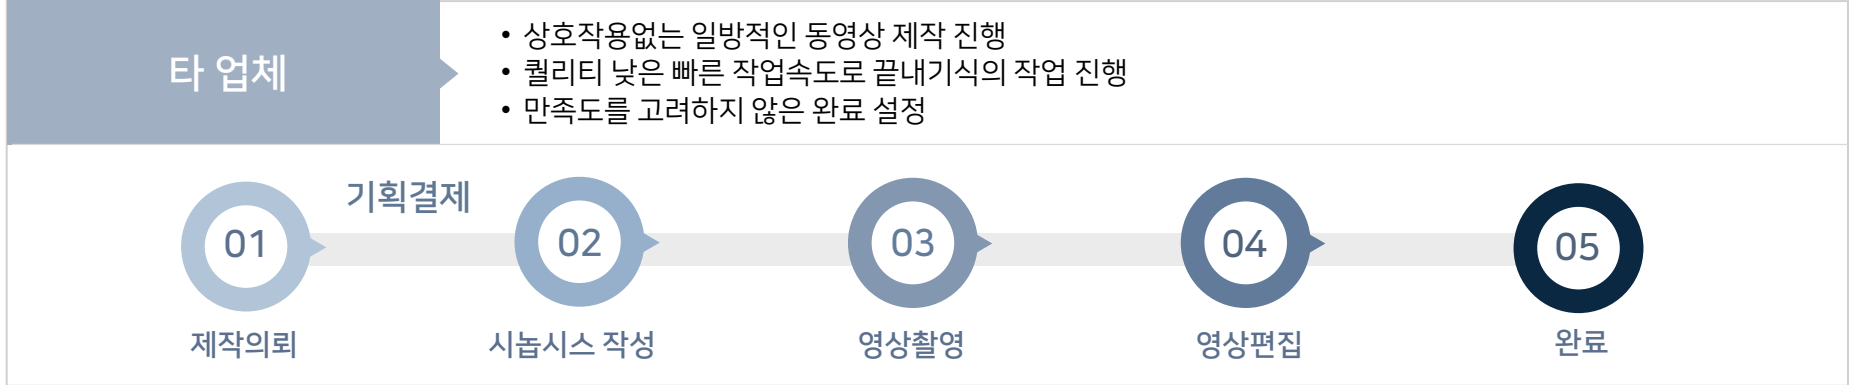 타 업체
• 상호작용없는 일방적인 동영상 제작 진행
• 퀄리티 낮은 빠른 작업속도로 끝내기식의 작업 진행
• 만족도를 고려하지 않은 완료 설정
기획결제
01
02
03
04
05
제작의뢰
시놉시스 작성
영상촬영
영상편집
완료